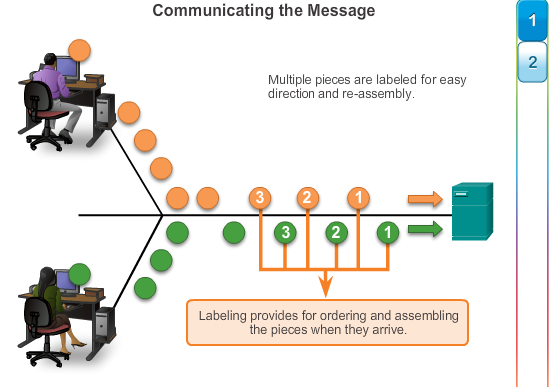 Communicating the Message
1
2
Multiple pieces are labeled for easy
direction and re-assembly.
3 2 1
3 2 1
Labeling provides for ordering and assembling
the pieces when they arrive.